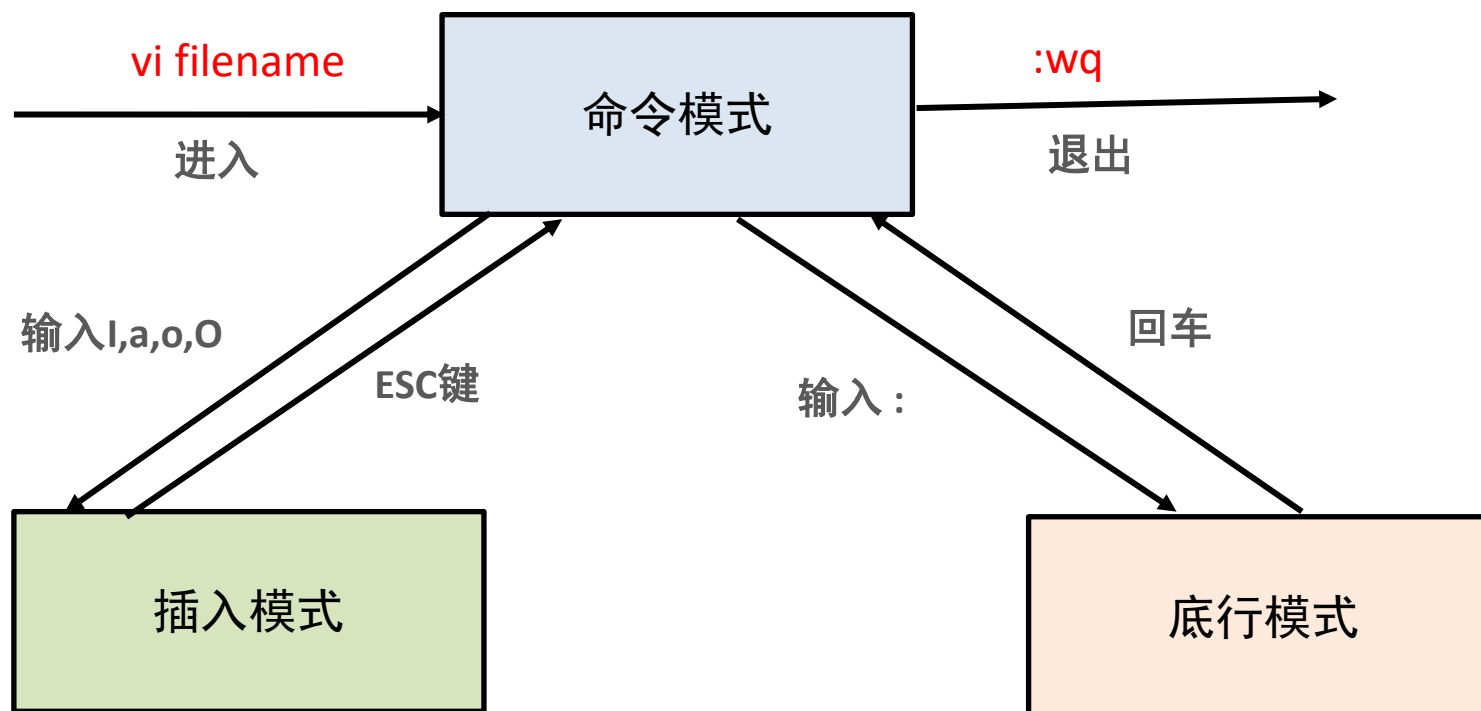 vi filename
进入
命令模式
:wq
退出
输入I,a,o,O
ESC键
输入 :
回车
插入模式
底行模式